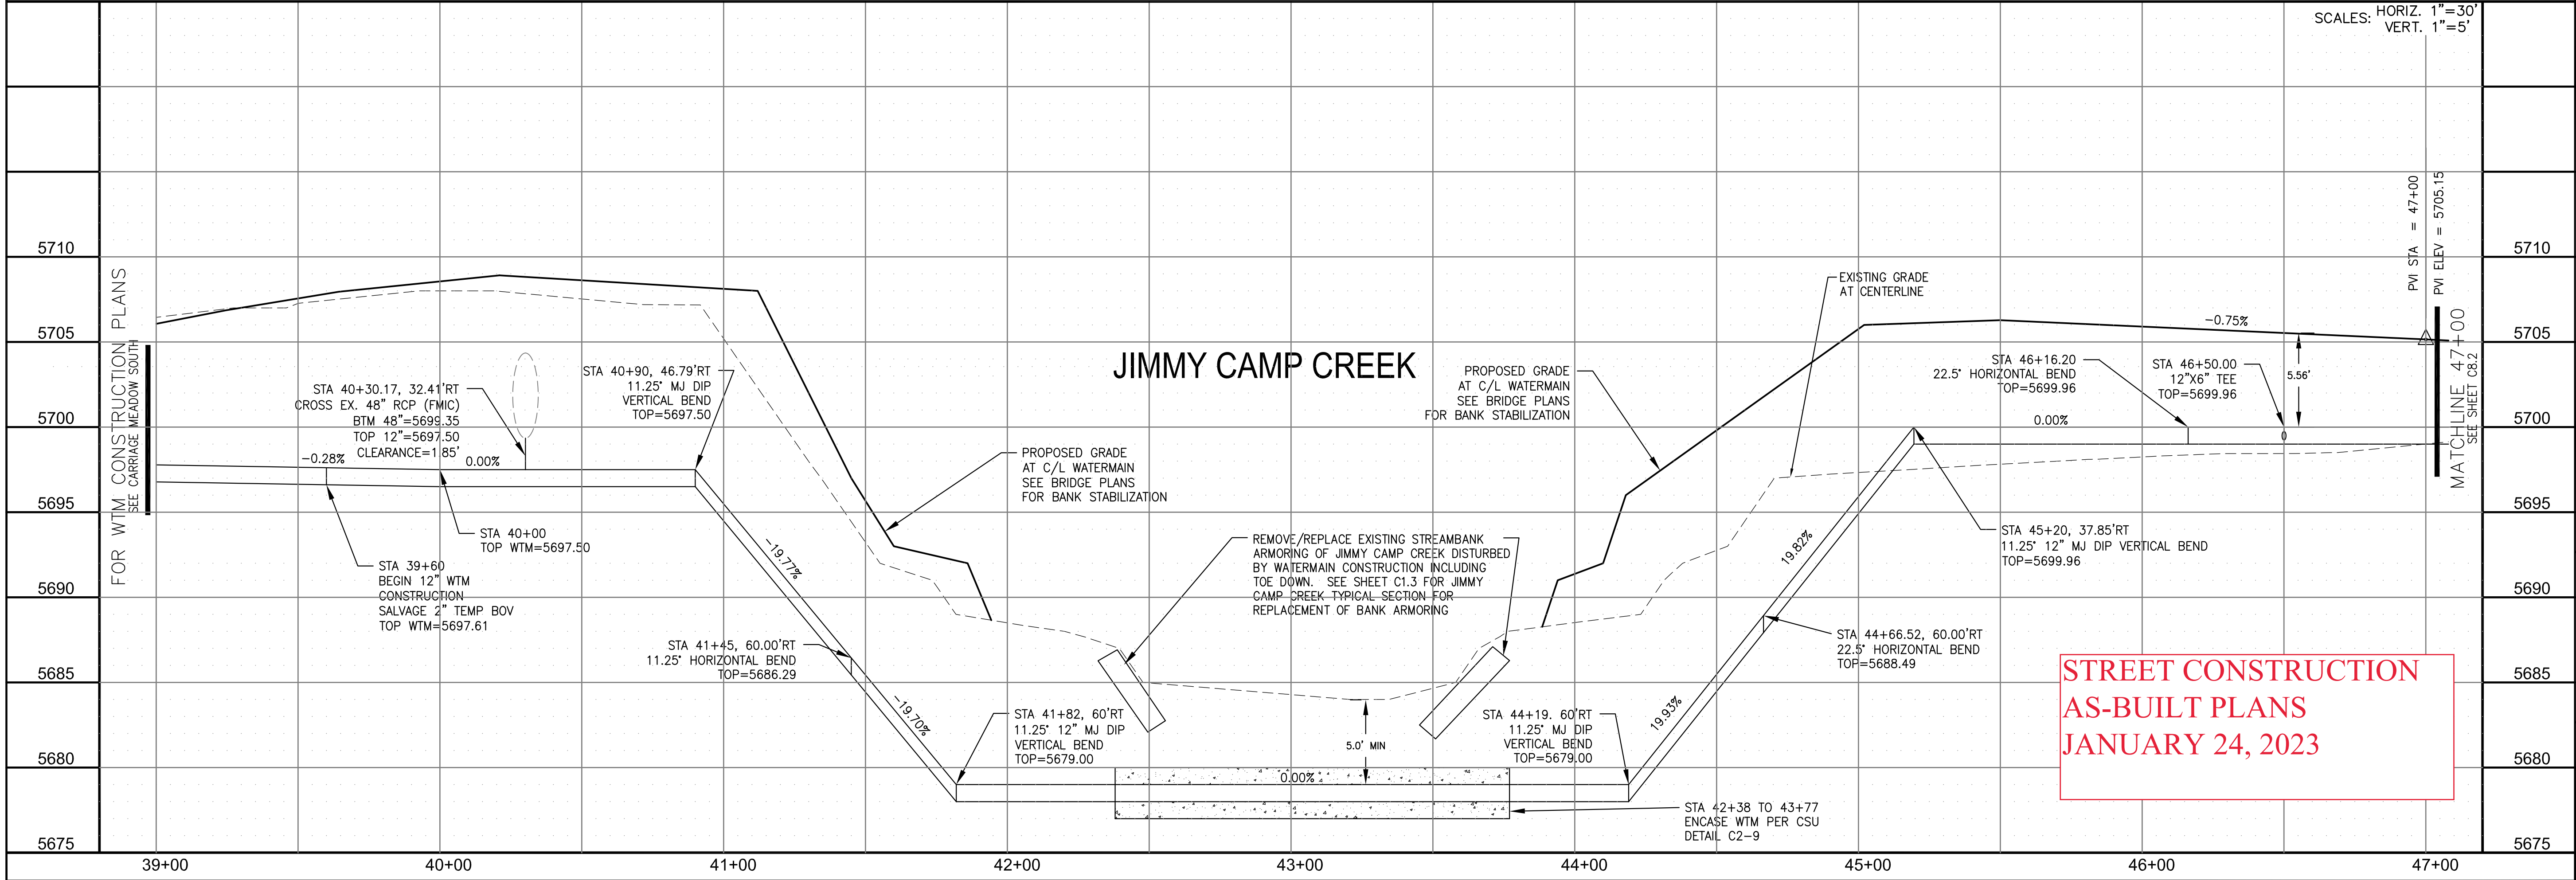 SCALES: HORIZ. 1"=30'
VERT. 1"=5'
5710
5705
5700
5695
5690
5685
5680
5675
FOR WTM CONSTRUCTION PLANS
SEE CARRIAGE MEADOW SOUTH
STA 40+30.17, 32.41'RT
CROSS EX. 48" RCP (FMIC)
BTM 48"=5699.35
TOP 12"=5697.50
CLEARANCE=1.85'
-0.28%
0.00%
STA 40+00
TOP WTM=5697.50
STA 39+60
BEGIN 12" WTM
CONSTRUCTION
SALVAGE 2" TEMP BOV
TOP WTM=5697.61
STA 40+90, 46.79'RT
11.25° MJ DIP
VERTICAL BEND
TOP=5697.50
-19.77%
STA 41+45, 60.00'RT
11.25° HORIZONTAL BEND
TOP=5686.29
-19.70%
PROPOSED GRADE
AT C/L WATERMAIN
SEE BRIDGE PLANS
FOR BANK STABILIZATION
JIMMY CAMP CREEK
REMOVE/REPLACE EXISTING STREAMBANK
ARMORING OF JIMMY CAMP CREEK DISTURBED
BY WATERMAIN CONSTRUCTION INCLUDING
TOE DOWN. SEE SHEET C1.3 FOR JIMMY
CAMP CREEK TYPICAL SECTION FOR
REPLACEMENT OF BANK ARMORING
STA 41+82, 60'RT
11.25° 12" MJ DIP
VERTICAL BEND
TOP=5679.00
5.0' MIN
0.00%
STA 44+19. 60'RT
11.25° MJ DIP
VERTICAL BEND
TOP=5679.00
STA 42+38 TO 43+77
ENCASE WTM PER CSU
DETAIL C2-9
PROPOSED GRADE
AT C/L WATERMAIN
SEE BRIDGE PLANS
FOR BANK STABILIZATION
EXISTING GRADE
AT CENTERLINE
19.82%
19.93%
STA 44+66.52, 60.00'RT
22.5° HORIZONTAL BEND
TOP=5688.49
STA 45+20, 37.85'RT
11.25° 12" MJ DIP VERTICAL BEND
TOP=5699.96
STA 46+16.20
22.5° HORIZONTAL BEND
TOP=5699.96
0.00%
STA 46+50.00
12"X6" TEE
TOP=5699.96
-0.75%
5.56'
PVI STA = 47+00
PVI ELEV = 5705.15
MATCHLINE 47+00
SEE SHEET C8.2
STREET CONSTRUCTION
AS-BUILT PLANS
JANUARY 24, 2023
5710
5705
5700
5695
5690
5685
5680
5675
39+00
40+00
41+00
42+00
43+00
44+00
45+00
46+00
47+00